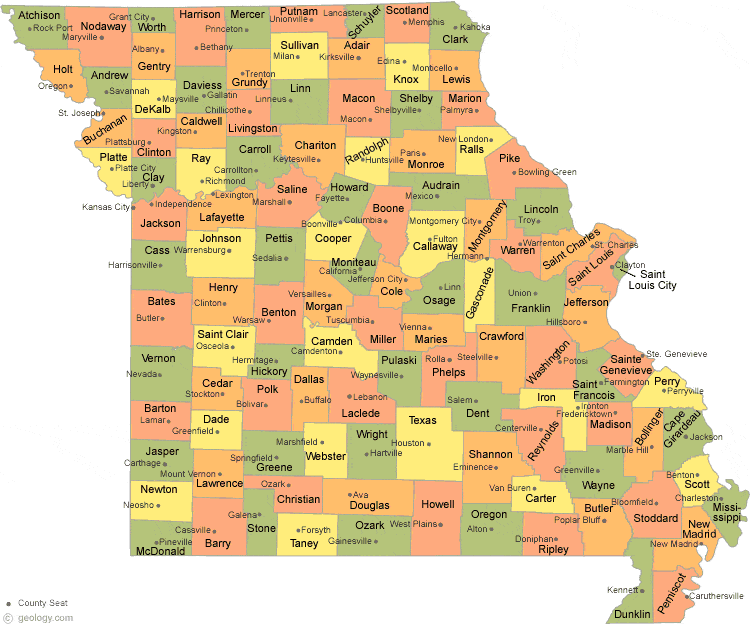 Atchison
Rock Port
Nodaway
Maryville
Grant City
Worth
Harrison
Bethany
Mercer
Princeton
Putnam
Unionville
Lancaster
Schuyler
Scotland
Memphis
Kahoka
Clark
Holt
Oregon
Andrew
Savannah
Albany
Gentry
DeKalb
Maysville
Daviess
Gallatin
Grundy
Trenton
Sullivan
Milan
Adair
Kirksville
Edina
Knox
Monticello
Lewis
Linn
Linneus
Macon
Macon
Shelby
Shelbyville
Marion
Palmyra
St. Joseph
Buchanan
Plattsburg
Clinton
Caldwell
Kingston
Chillicothe
Livingston
Chariton
Keytesville
Randolph
Huntsville
Paris
Monroe
New London
Ralls
Pike
Bowling Green
Platte
Platte City
Clay
Liberty
Ray
Richmond
Carroll
Carrollton
Saline
Marshall
Howard
Fayette
Boone
Columbia
Audrain
Mexico
Montgomery City
Montgomery
Lincoln
Troy
Kansas City
Independence
Jackson
Lexington
Lafayette
Johnson
Warrensburg
Pettis
Sedalia
Boonville
Cooper
Moniteau
California
Callaway
Fulton
Warrenton
Warren
Saint Charles
St. Charles
Saint Louis
Clayton
Saint
Louis City
Cass
Harrisonville
Henry
Clinton
Benton
Warsaw
Versailles
Morgan
Jefferson City
Cole
Linn
Osage
Hermann
Gasconade
Union
Franklin
Jefferson
Hillsboro
Bates
Butler
Saint Clair
Osceola
Hermitage
Hickory
Camden
Camdenton
Tuscumbia
Miller
Vienna
Maries
Crawford
Steelville
Washington
Potosi
Sainte
Genevieve
Ste. Genevieve
Vernon
Nevada
Cedar
Stockton
Polk
Bolivar
Dallas
Buffalo
Laclede
Lebanon
Pulaski
Waynesville
Rolla
Phelps
Dent
Salem
Iron
Ironton
Saint
Francois
Farmington
Fredericktown
Madison
Perry
Perryville
Barton
Lamar
Dade
Greenfield
Jasper
Carthage
Mount Vernon
Lawrence
Springfield
Greene
Marshfield
Webster
Wright
Hartville
Texas
Houston
Shannon
Eminence
Centerville
Reynolds
Bollinger
Marble Hill
Cape
Girardeau
Jackson
Newton
Neosho
Ozark
Christian
Ava
Douglas
Howell
West Plains
Van Buren
Carter
Greenville
Wayne
Benton
Scott
Charleston
Missi-
ssippi
McDonald
Pineville
Cassville
Barry
Galena
Stone
Forsyth
Taney
Ozark
Gainesville
Oregon
Alton
Doniphan
Ripley
Butler
Poplar Bluff
Bloomfield
Stoddard
New
Madrid
New Madrid
Kennett
Dunklin
Pemiscot
Caruthersville
County Seat
© geology.com